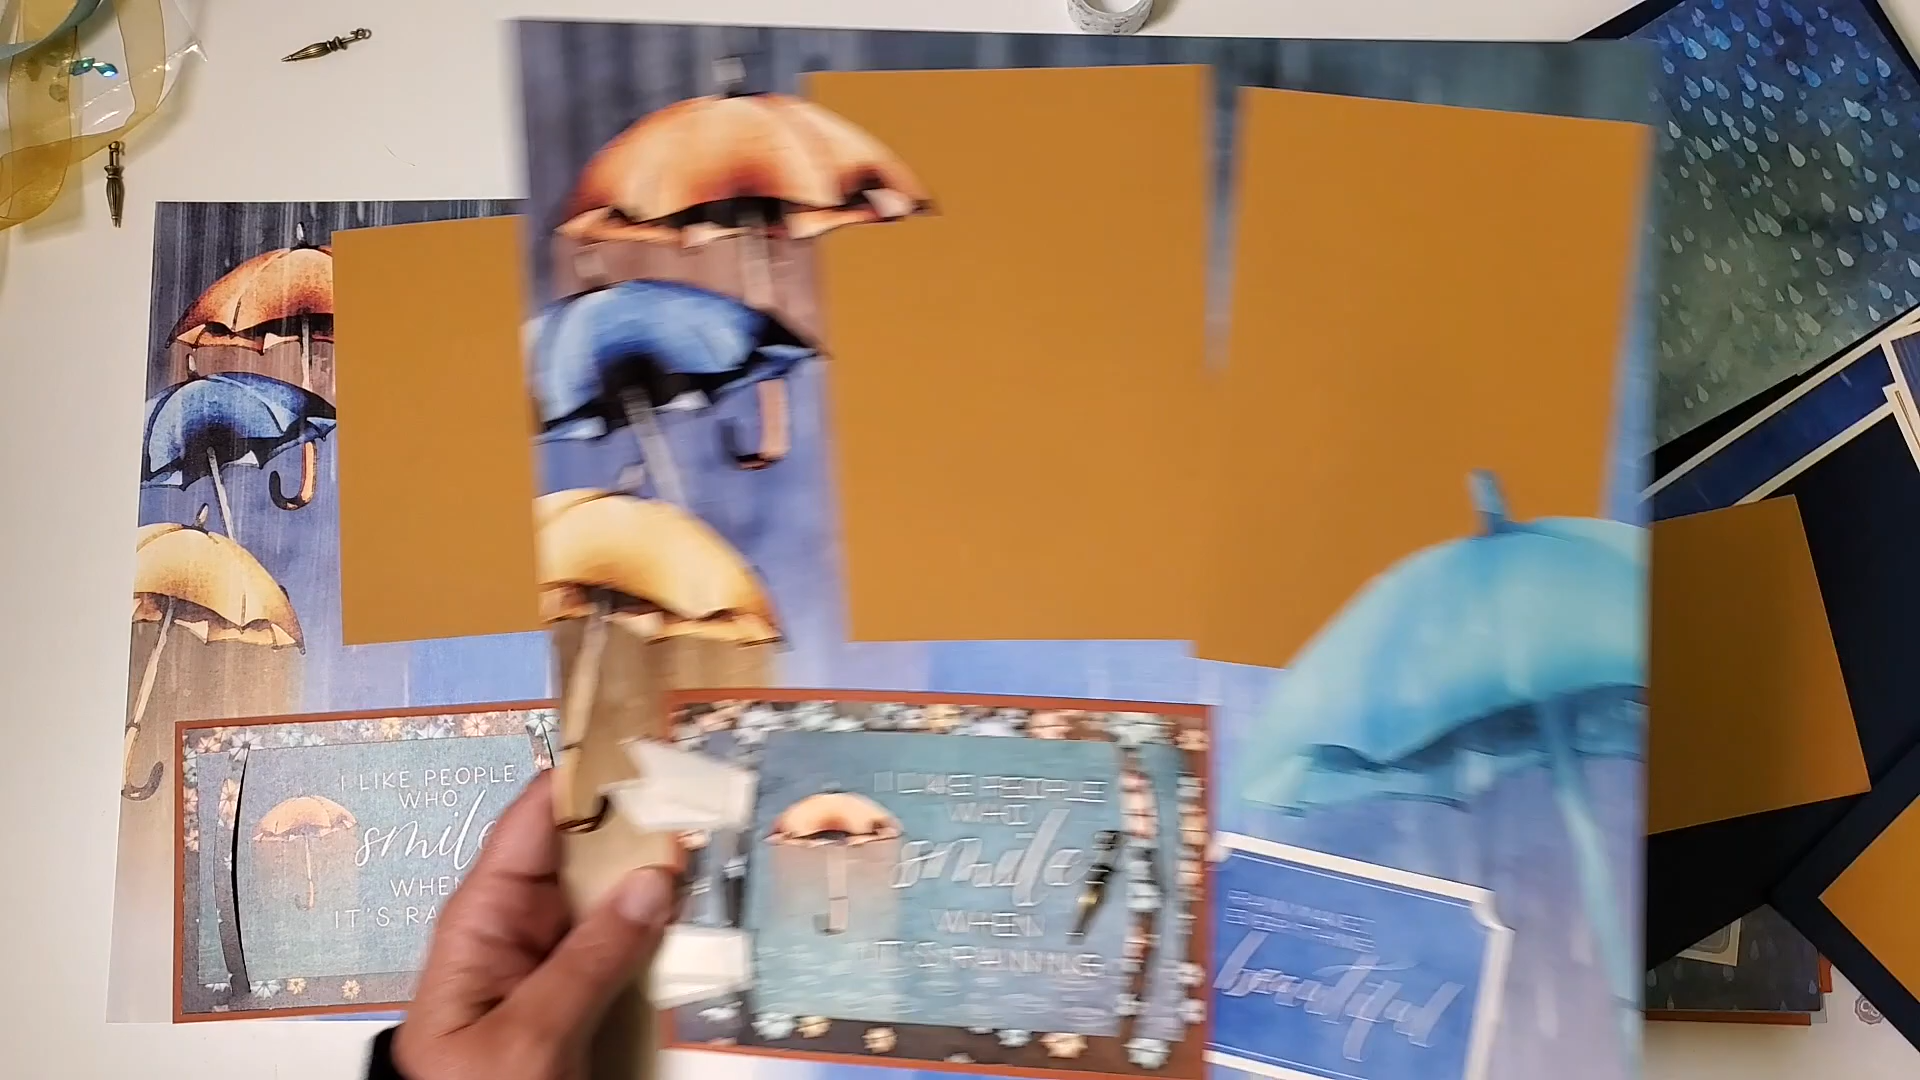 I LIKE PEOPLE
WHO
smile
WHEN
IT'S RA
I LIKE PEOPLE
WHO
smile
WHEN
IT'S RAINING
beautiful